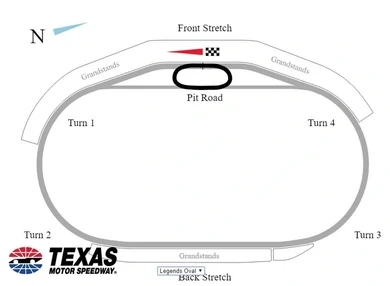 Front Stretch
N
Grandstands
Grandstands
Pit Road
Turn 1
Turn 4
Turn 2
Turn 3
TEXAS
MOTOR SPEEDWAY
Grandstands
Legends Oval
Back Stretch